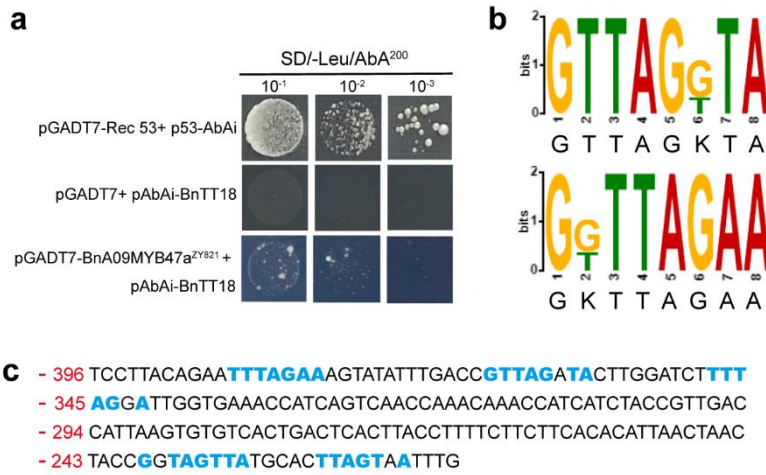 a
SD/-Leu/AbA200
10-1 10-2 10-3
pGADT7-Rec 53+ p53-AbAi
pGADT7+ pAbAi-BnTT18
pGADT7-BnA09MYB47aZY821 +
pAbAi-BnTT18
b
2
bits
1
0
GTTAGGTA
T
1 2 3 4 5 6 7 8
G T T A G K T A
2
bits
1
0
GGTTAGAA
T
1 2 3 4 5 6 7 8
G K T T A G A A
c
- 396 TCCTTACAGAATTTAGAAAGTATATTTGACCGTTAGATACTTGGATCTTTT
- 345 AGGATTGGTGAAACCATCAGTCAACCAAACAAACCATCATCTACCGTTGAC
- 294 CATTAAGTGTGTCACTGACTCACTTACCTTTTCTTCTTCACACATTAACTAAC
- 243 TACCGGTAGTTATGCACTTAGTAATTTG